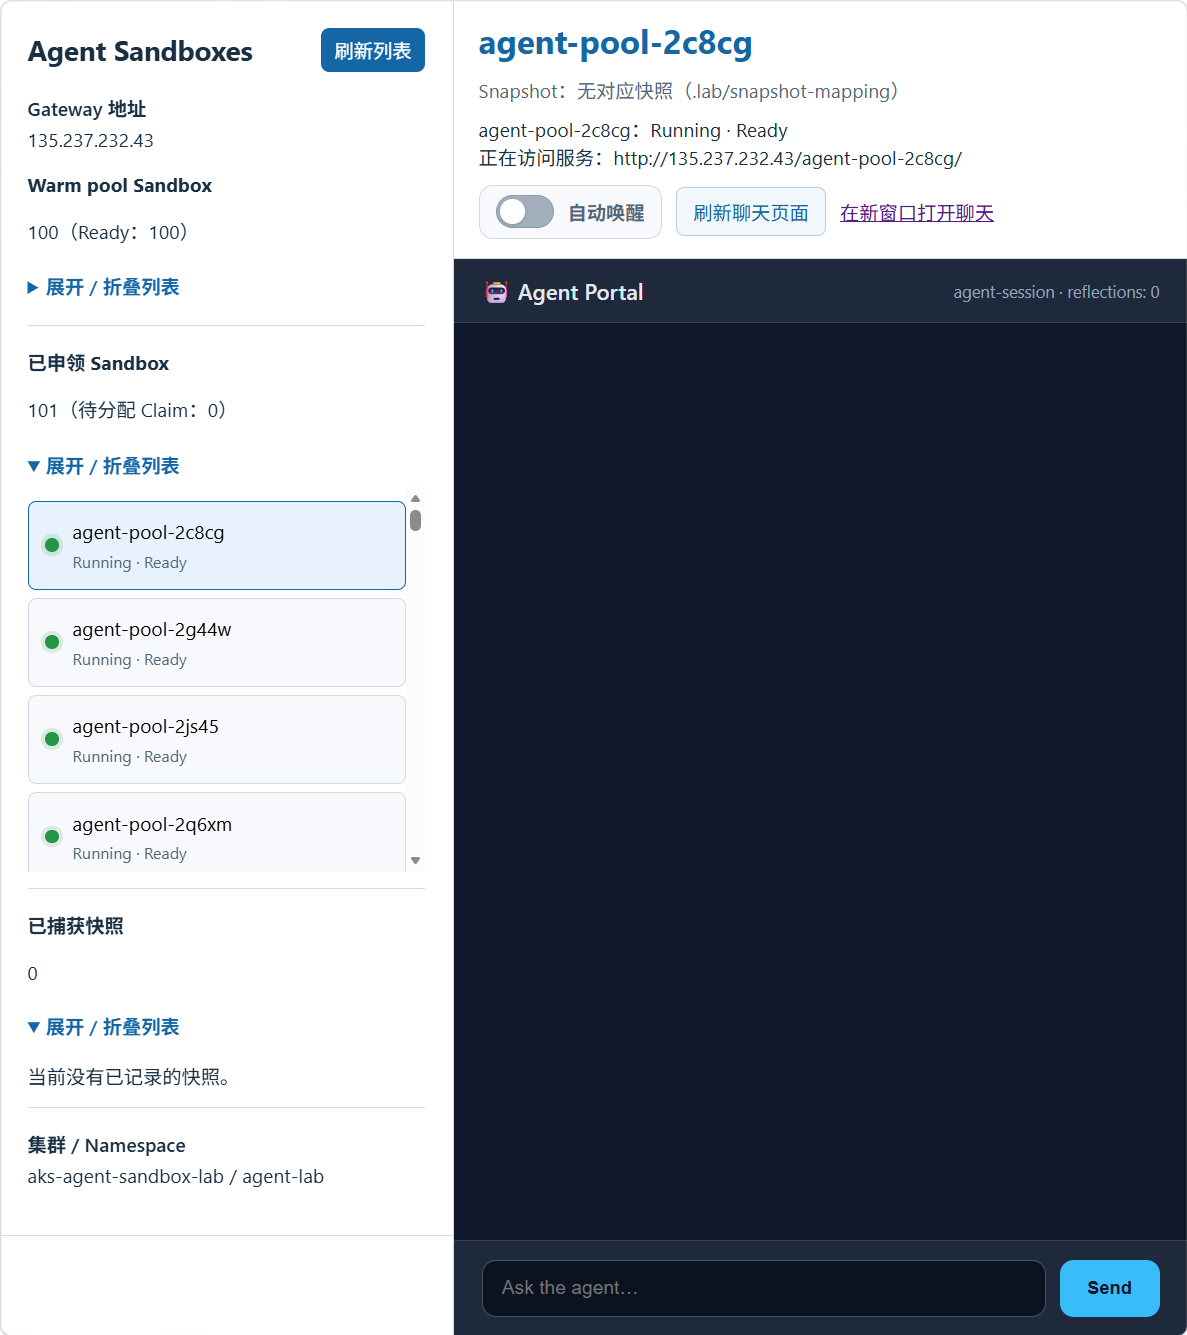 Agent Sandboxes
刷新列表
Gateway 地址
135.237.232.43
Warm pool Sandbox
100（Ready：100）
展开 / 折叠列表
已申领 Sandbox
101（待分配 Claim：0）
展开 / 折叠列表
agent-pool-2c8cg
Running · Ready
agent-pool-2g44w
Running · Ready
agent-pool-2js45
Running · Ready
agent-pool-2q6xm
Running · Ready
已捕获快照
0
展开 / 折叠列表
当前没有已记录的快照。
集群 / Namespace
aks-agent-sandbox-lab / agent-lab
agent-pool-2c8cg
Snapshot：无对应快照（.lab/snapshot-mapping）
agent-pool-2c8cg：Running · Ready
正在访问服务：http://135.237.232.43/agent-pool-2c8cg/
自动唤醒
刷新聊天页面
在新窗口打开聊天
Agent Portal
agent-session · reflections: 0
Ask the agent…
Send